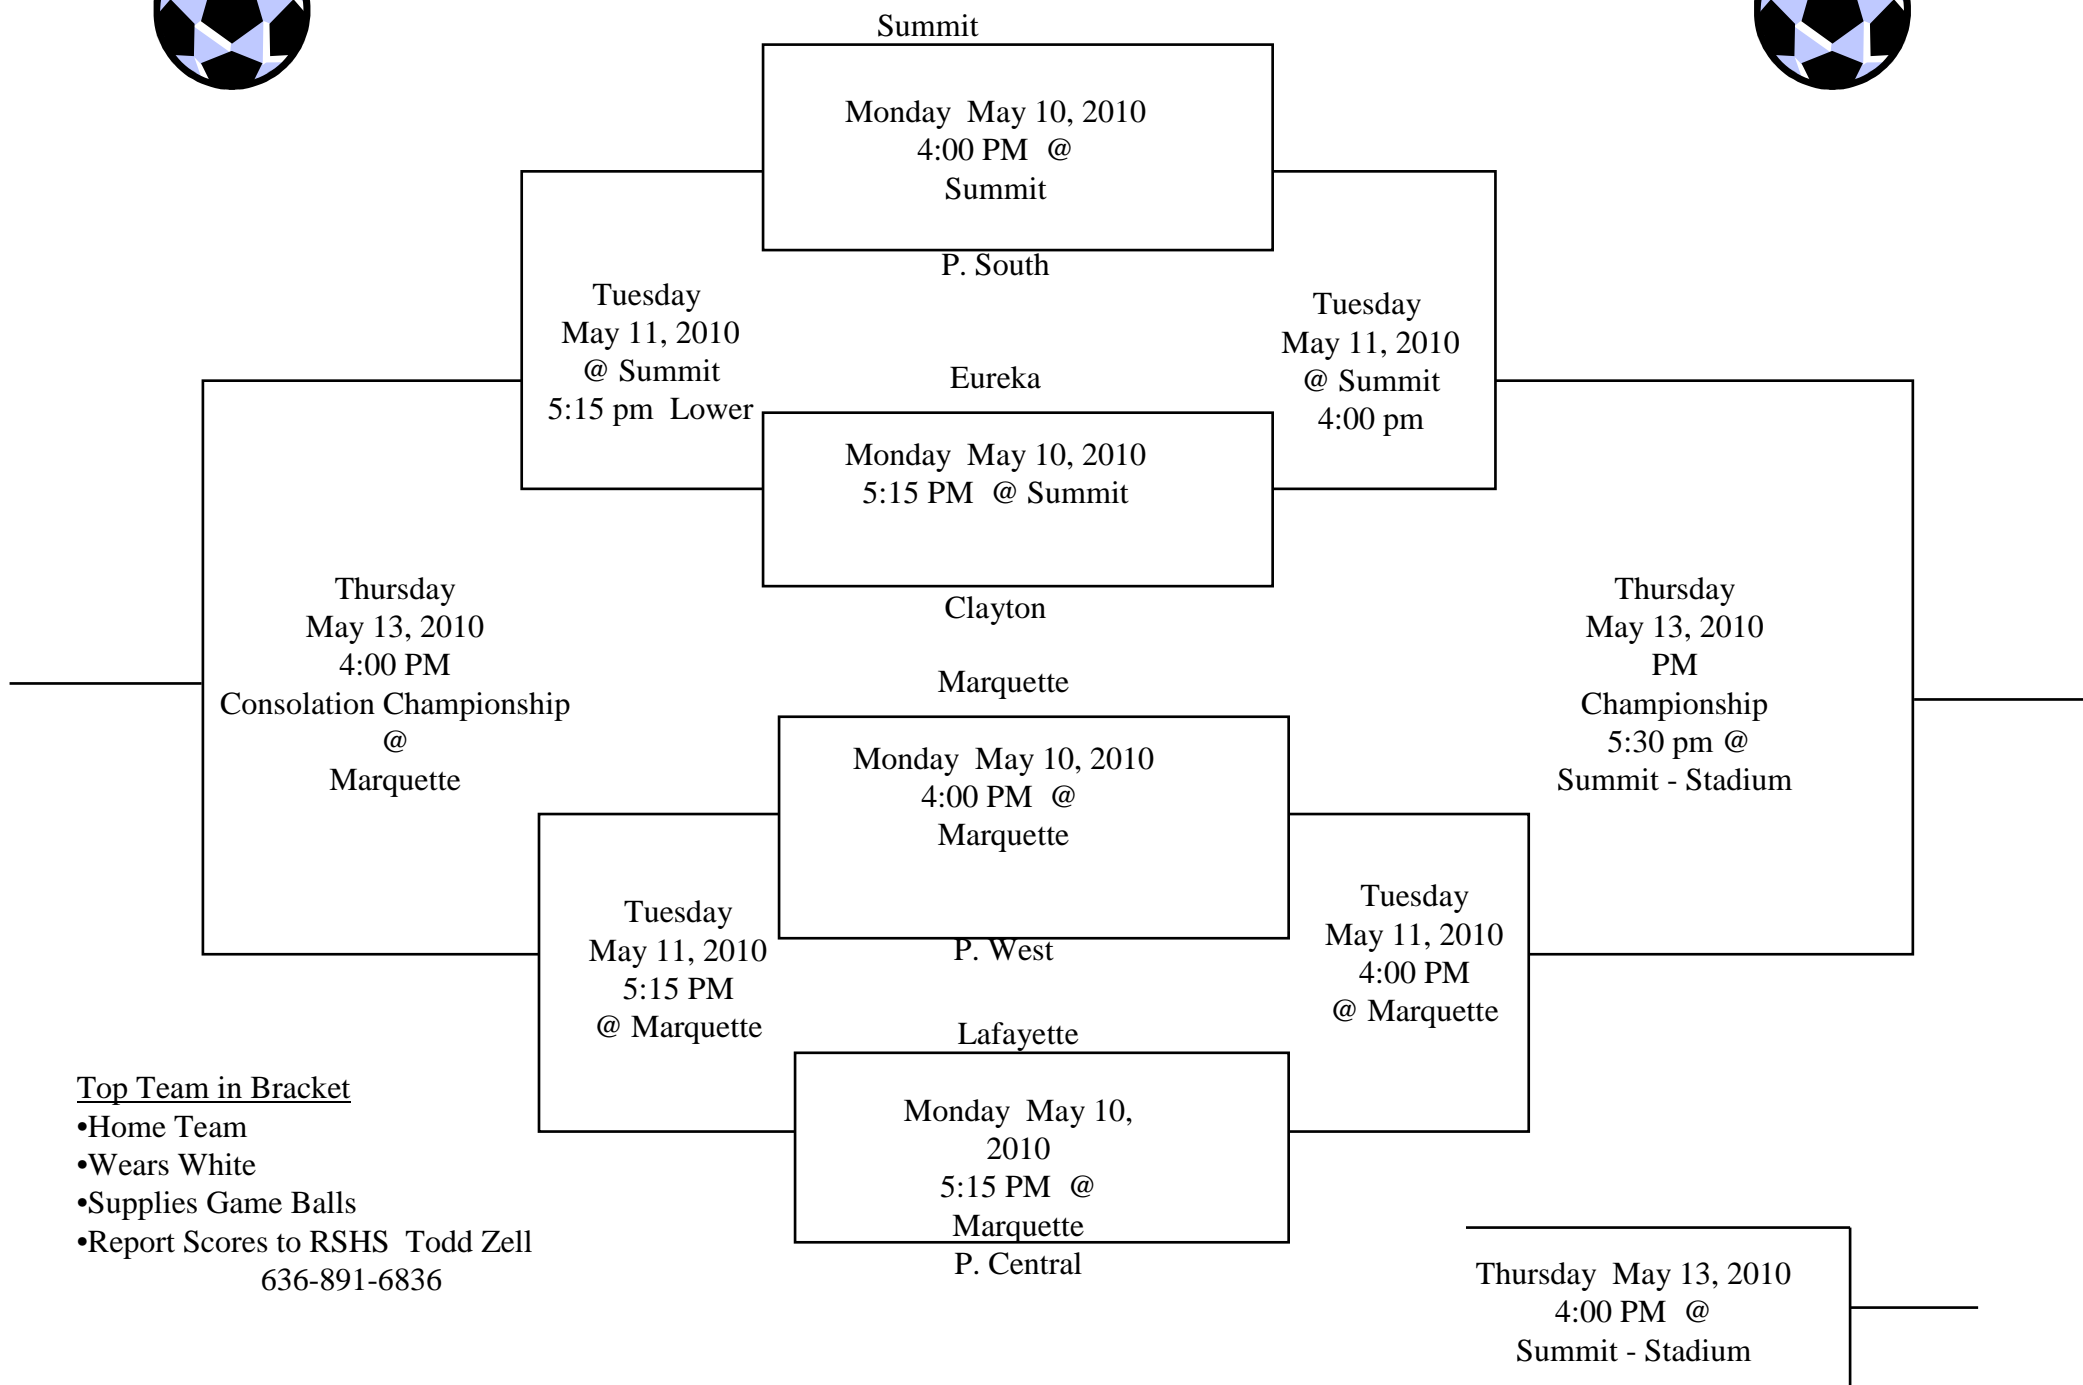 Summit
Monday  May 10, 2010
4:00 PM  @
Summit
P. South
Tuesday
May 11, 2010
@ Summit
5:15 pm  Lower
Tuesday
May 11, 2010
@ Summit
4:00 pm
Eureka
Monday  May 10, 2010
5:15 PM  @ Summit
Clayton
Thursday
May 13, 2010
4:00 PM
Consolation Championship
@
Marquette
Thursday
May 13, 2010
PM
Championship
5:30 pm @
Summit - Stadium
Marquette
Monday  May 10, 2010
4:00 PM  @
Marquette
P. West
Tuesday
May 11, 2010
5:15 PM
@ Marquette
Tuesday
May 11, 2010
4:00 PM
@ Marquette
Lafayette
Monday  May 10,
2010
5:15 PM  @
Marquette
P. Central
Top Team in Bracket
•Home Team
•Wears White
•Supplies Game Balls
•Report Scores to RSHS  Todd Zell
636-891-6836
Thursday  May 13, 2010
4:00 PM  @
Summit - Stadium